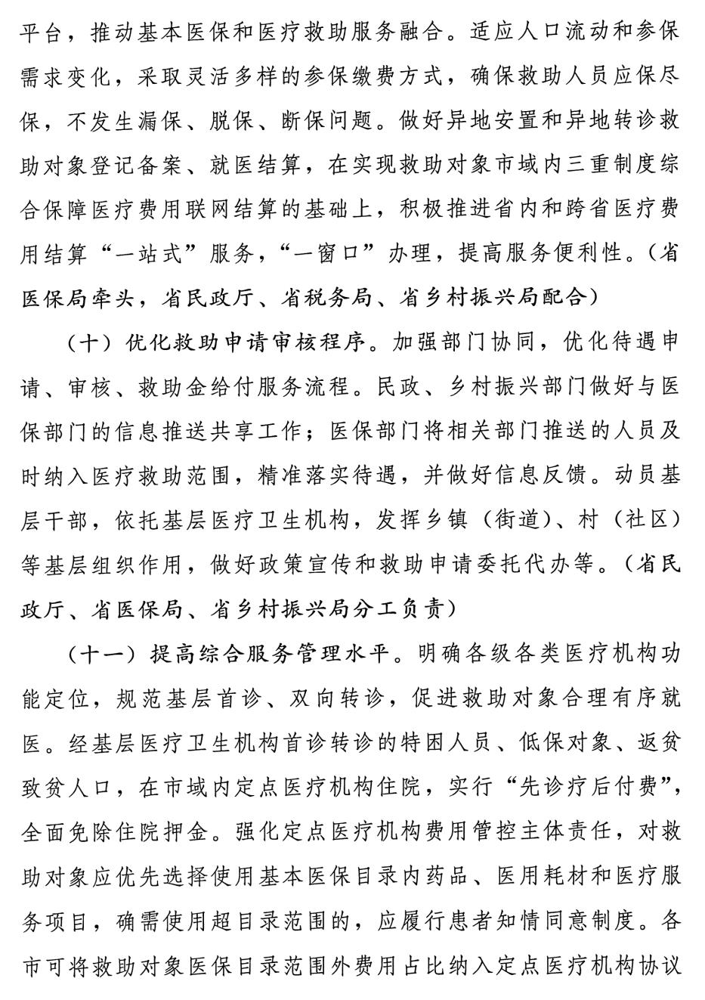 平台，推动基本医保和医疗救助服务融合。适应人口流动和参保
需求变化，采取灵活多样的参保缴费方式，确保救助人员应保尽
保，不发生漏保、脱保、断保问题。做好异地安置和异地转诊救
助对象登记备案、就医结算，在实现救助对象市域内三重制度综
合保障医疗费用联网结算的基础上，积极推进省内和跨省医疗费
用结算“一站式”服务，“一窗口”办理，提高服务便利性。（省
医保局牵头，省民政厅、省税务局、省乡村振兴局配合）
（十）优化救助申请审核程序。加强部门协同，优化待遇申
请、审核、救助金给付服务流程。民政、乡村振兴部门做好与医
保部门的信息推送共享工作；医保部门将相关部门推送的人员及
时纳入医疗救助范围，精准落实待遇，并做好信息反馈。动员基
层干部，依托基层医疗卫生机构，发挥乡镇（街道）、村（社区）
等基层组织作用，做好政策宣传和救助申请委托代办等。（省民
政厅、省医保局、省乡村振兴局分工负责）
（十一）提高综合服务管理水平。明确各级各类医疗机构功
能定位，规范基层首诊、双向转诊，促进救助对象合理有序就
医。经基层医疗卫生机构首诊转诊的特困人员、低保对象、返贫
致贫人口，在市域内定点医疗机构住院，实行“先诊疗后付费”，
全面免除住院押金。强化定点医疗机构费用管控主体责任，对救
助对象应优先选择使用基本医保目录内药品、医用耗材和医疗服
务项目，确需使用超目录范围的，应履行患者知情同意制度。各
市可将救助对象医保目录范围外费用占比纳入定点医疗机构协议